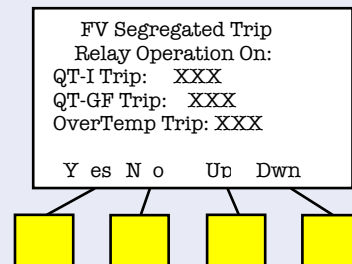 FV Segregated Trip
Relay Operation On:
QT-I Trip: XXX
QT-GF Trip: XXX
OverTemp Trip: XXX
Y es N o Up Dwn